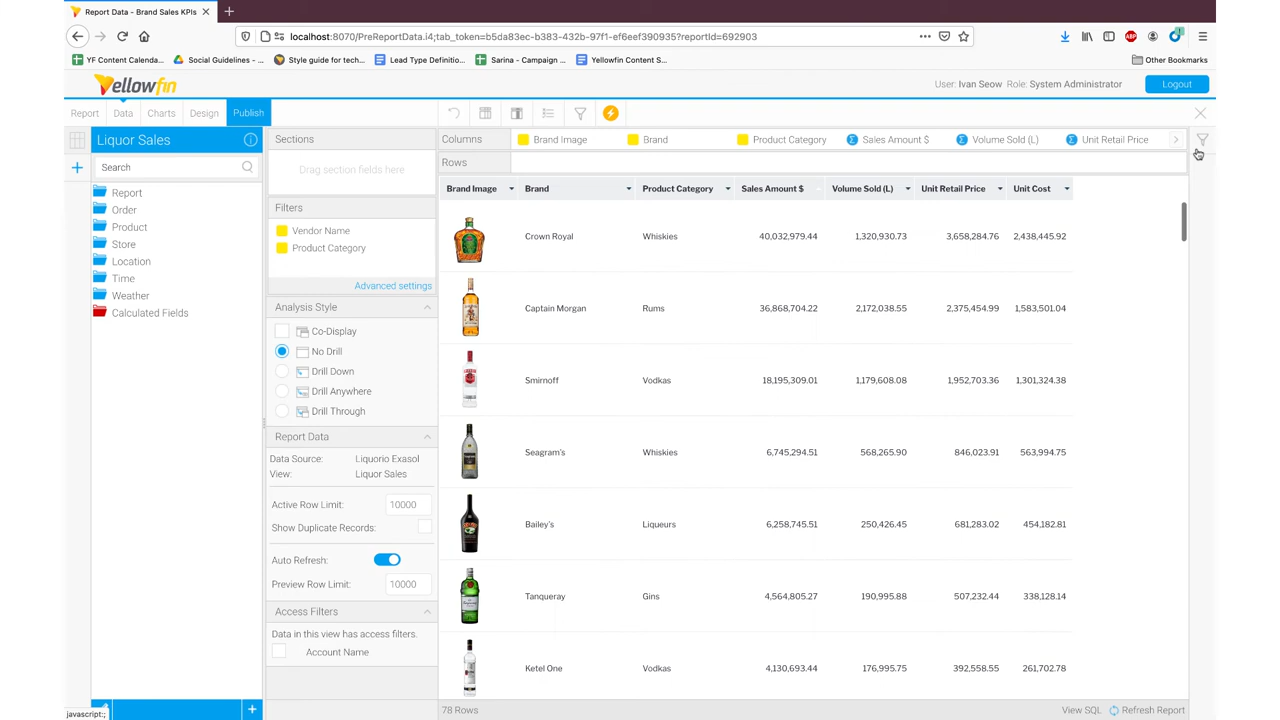 Report Data - Brand Sales KPIs
localhost:8070/PreReportData.i4;tab_token=b5da83ec-b383-432b-97f1-ef6eef390935?reportId=692903
YF Content Calenda...
Social Guidelines - ...
Style guide for tech...
Lead Type Definitio...
Sarina - Campaign ...
Yellowfin Content S...
Other Bookmarks
yellowfin
User: Ivan Seow Role: System Administrator
Logout
Report
Data
Charts
Design
Publish
Liquor Sales
Search
Report
Order
Product
Store
Location
Time
Weather
Calculated Fields
Sections
Drag section fields here
Filters
Vendor Name
Product Category
Advanced settings
Analysis Style
Co-Display
No Drill
Drill Down
Drill Anywhere
Drill Through
Report Data
Data Source: Liquorio Exasol
View: Liquor Sales
Active Row Limit: 10000
Show Duplicate Records:
Auto Refresh:
Preview Row Limit: 10000
Access Filters
Data in this view has access filters.
Account Name
Columns Brand Image Brand Product Category Sales Amount $ Volume Sold (L) Unit Retail Price
Rows
Brand Image Brand Product Category Sales Amount $ Volume Sold (L) Unit Retail Price Unit Cost
Crown Royal Whiskies 40,032,979.44 1,320,930.73 3,658,284.76 2,438,445.92
Captain Morgan Rums 36,868,704.22 2,172,038.55 2,375,454.99 1,583,501.04
Smirnoff Vodkas 18,195,309.01 1,179,608.08 1,952,703.36 1,301,324.38
Seagram's Whiskies 6,745,294.51 568,265.90 846,023.91 563,994.75
Bailey's Liqueurs 6,258,745.51 250,426.45 681,283.02 454,182.81
Tanqueray Gins 4,564,805.27 190,995.88 507,232.44 338,128.14
Ketel One Vodkas 4,130,693.44 176,995.75 392,558.55 261,702.78
78 Rows
View SQL
Refresh Report
javascript:;